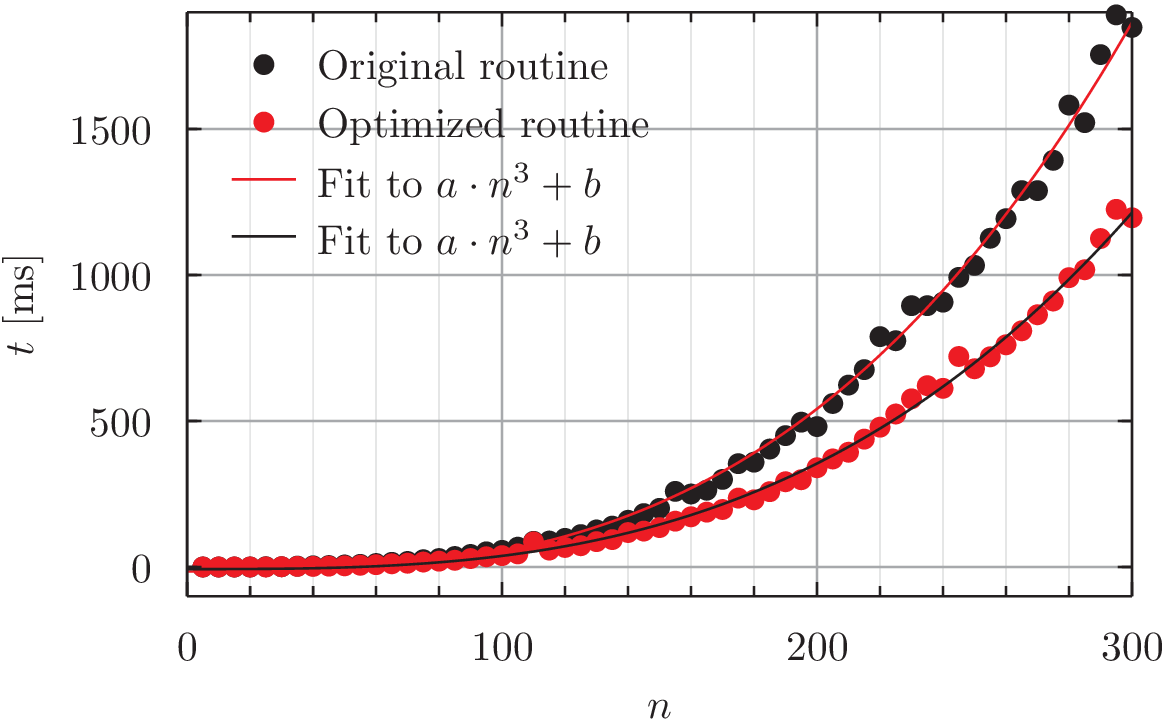 Original routine
Optimized routine
Fit to a · n³ + b
Fit to a · n³ + b
1500
1000
500
0
t [ms]
0 100 200 300
n